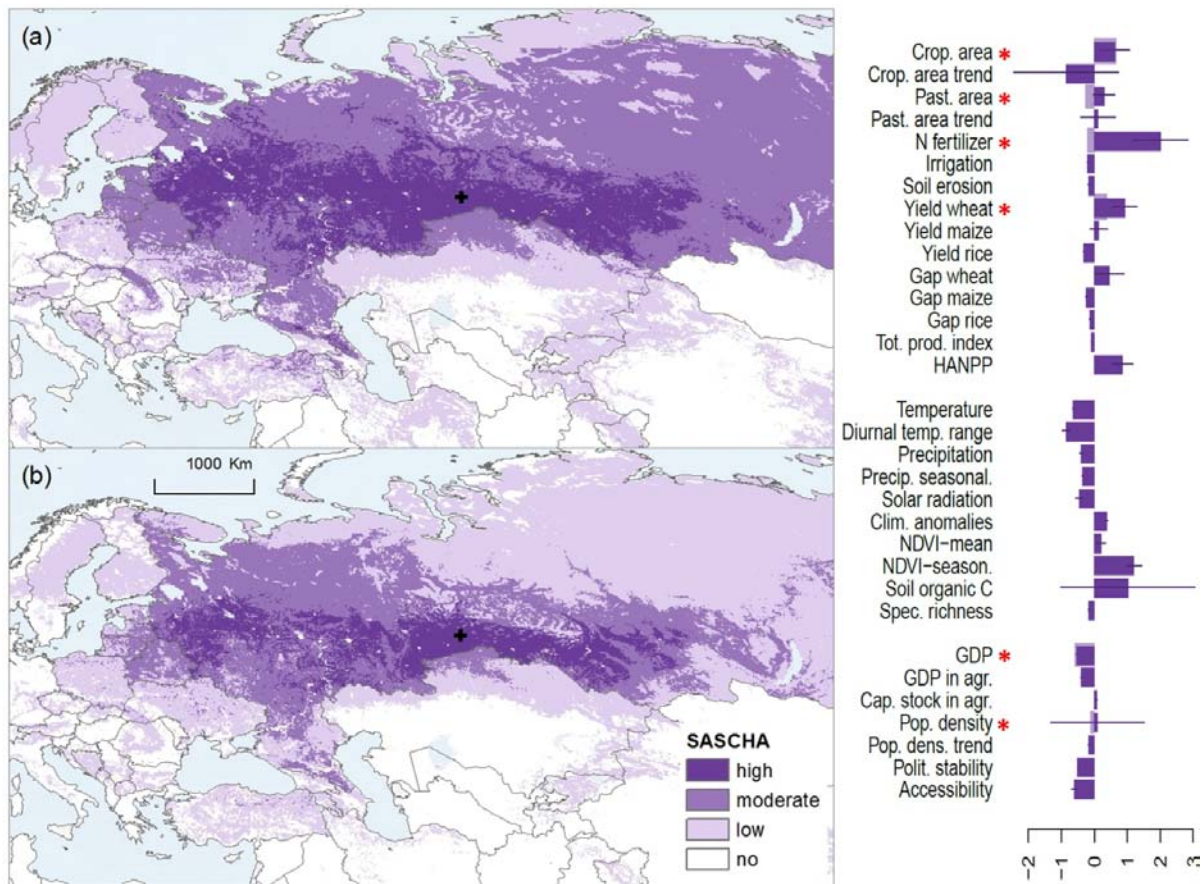 (a)
(b)
1000 Km
SASCHA
high
moderate
low
no
Crop. area *
Crop. area trend
Past. area *
Past. area trend
N fertilizer *
Irrigation
Soil erosion
Yield wheat *
Yield maize
Yield rice
Gap wheat
Gap maize
Gap rice
Tot. prod. index
HANPP
Temperature
Diurnal temp. range
Precipitation
Precip. seasonal.
Solar radiation
Clim. anomalies
NDVI−mean
NDVI−season.
Soil organic C
Spec. richness
GDP *
GDP in agr.
Cap. stock in agr.
Pop. density *
Pop. dens. trend
Polit. stability
Accessibility
−2 −1 0 1 2 3